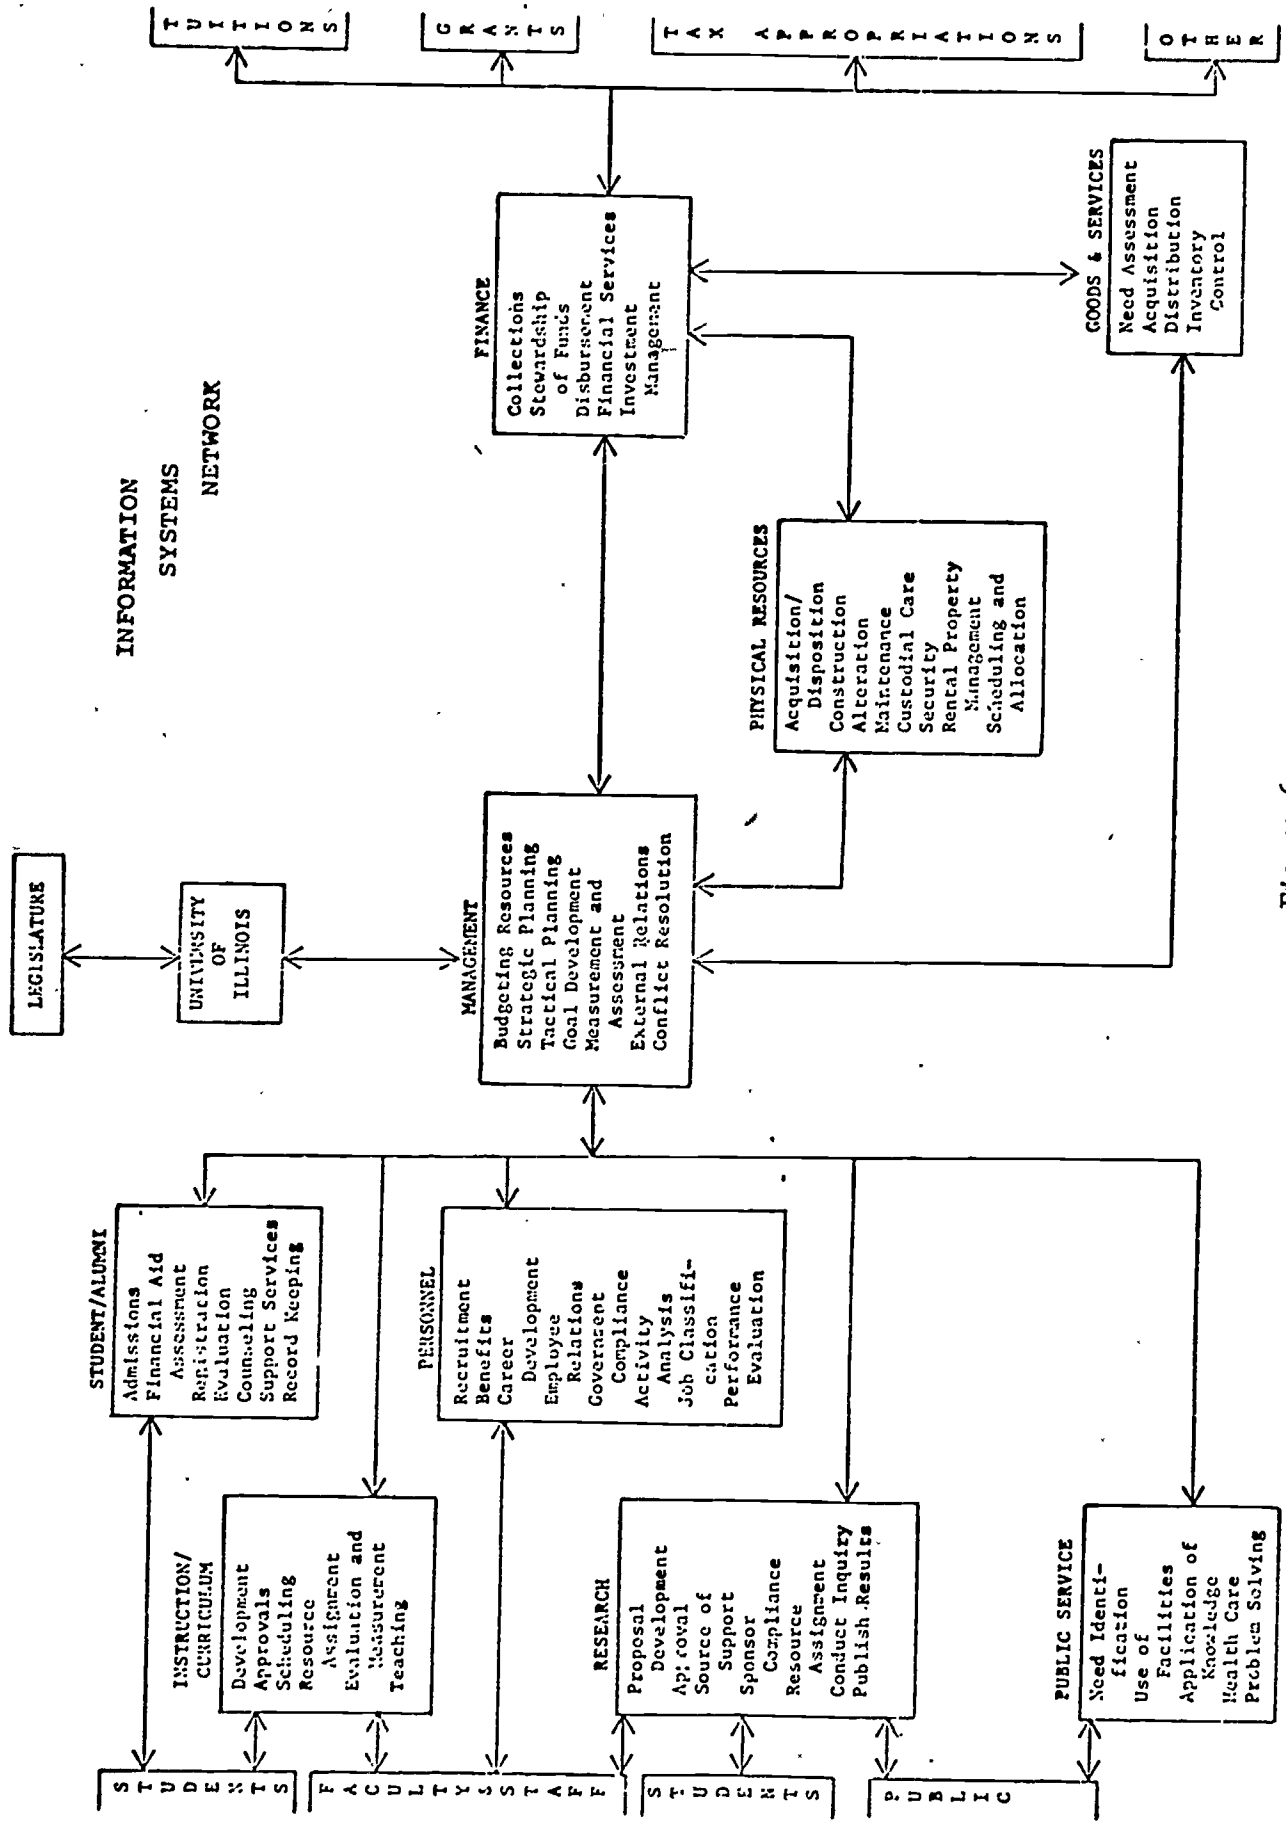 INFORMATION
SYSTEMS
NETWORK
LEGISLATURE
UNIVERSITY
OF
ILLINOIS
STUDENTS
FACULTY
STAFF
STUDENTS
PUBLIC
STUDENT/ALUMNI
Admissions
Financial Aid
Assessment
Registration
Evaluation
Counseling
Support Services
Record Keeping
INSTRUCTION/
CURRICULUM
Development
Approvals
Scheduling
Resource
Assignment
Evaluation and
Measurement
Teaching
PERSONNEL
Recruitment
Benefits
Career
Development
Employee
Relations
Government
Compliance
Activity
Analysis
Job Classifi-
cation
Performance
Evaluation
RESEARCH
Proposal
Development
Approval
Source of
Support
Sponsor
Compliance
Resource
Assignment
Conduct Inquiry
Publish Results
PUBLIC SERVICE
Need Identi-
fication
Use of
Facilities
Application of
Knowledge
Health Care
Problem Solving
MANAGEMENT
Budgeting Resources
Strategic Planning
Tactical Planning
Goal Development
Measurement and
Assessment
External Relations
Conflict Resolution
PHYSICAL RESOURCES
Acquisition/
Disposition
Construction
Alteration
Maintenance
Custodial Care
Security
Rental Property
Management
Scheduling and
Allocation
FINANCE
Collections
Stewardship
of Funds
Disbursement
Financial Services
Investment
Management
GOODS & SERVICES
Need Assessment
Acquisition
Distribution
Inventory
Control
TUITIONS
GRANTS
TAX APPROPRIATIONS
OTHER